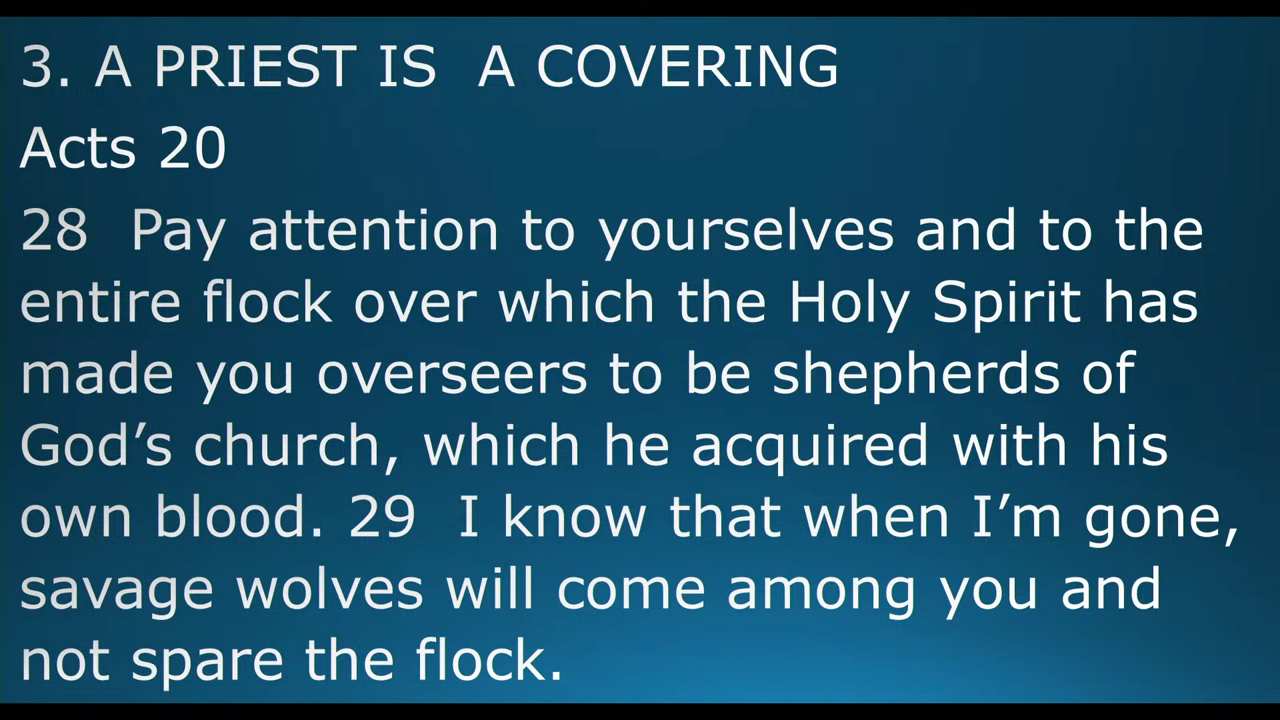 3. A PRIEST IS  A COVERING
Acts 20
28  Pay attention to yourselves and to the
entire flock over which the Holy Spirit has
made you overseers to be shepherds of
God’s church, which he acquired with his
own blood. 29  I know that when I’m gone,
savage wolves will come among you and
not spare the flock.